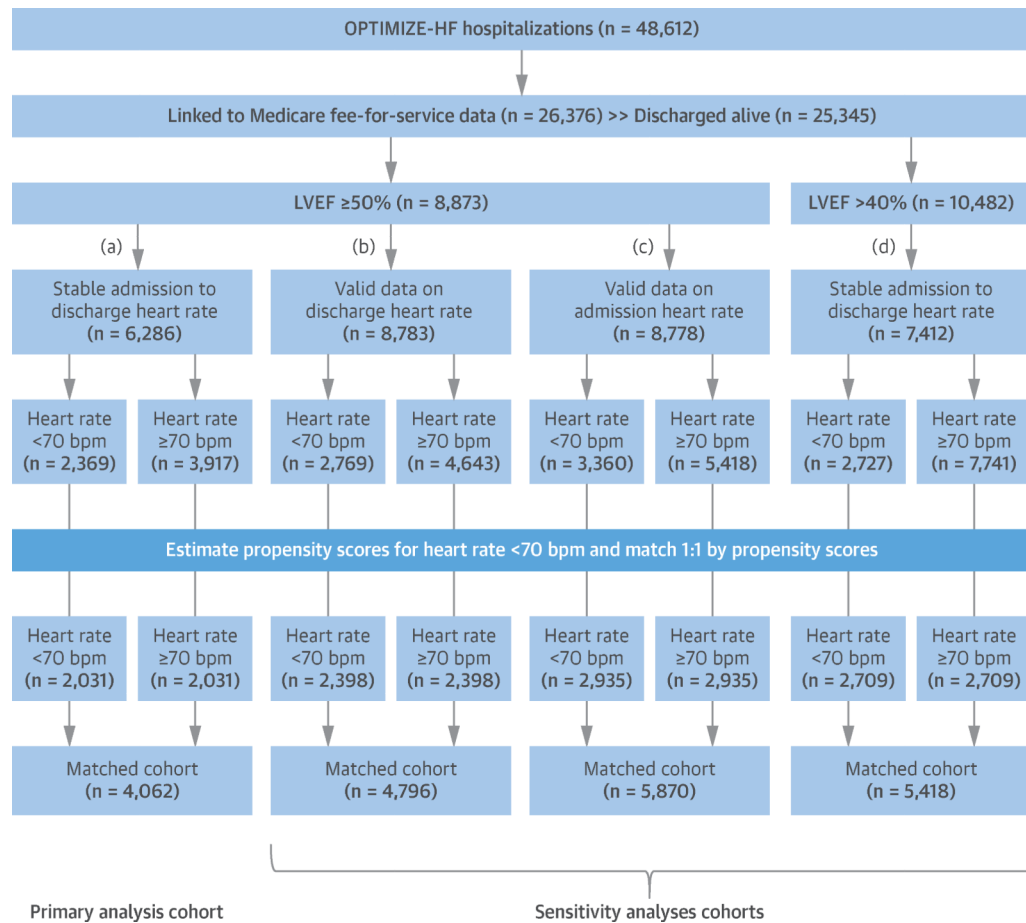 OPTIMIZE-HF hospitalizations (n = 48,612)
Linked to Medicare fee-for-service data (n = 26,376) >> Discharged alive (n = 25,345)
LVEF ≥50% (n = 8,873)
LVEF >40% (n = 10,482)
(a)
(b)
(c)
(d)
Stable admission to
discharge heart rate
(n = 6,286)
Valid data on
discharge heart rate
(n = 8,783)
Valid data on
admission heart rate
(n = 8,778)
Stable admission to
discharge heart rate
(n = 7,412)
Heart rate
<70 bpm
(n = 2,369)
Heart rate
≥70 bpm
(n = 3,917)
Heart rate
<70 bpm
(n = 2,769)
Heart rate
≥70 bpm
(n = 4,643)
Heart rate
<70 bpm
(n = 3,360)
Heart rate
≥70 bpm
(n = 5,418)
Heart rate
<70 bpm
(n = 2,727)
Heart rate
≥70 bpm
(n = 7,741)
Estimate propensity scores for heart rate <70 bpm and match 1:1 by propensity scores
Heart rate
<70 bpm
(n = 2,031)
Heart rate
≥70 bpm
(n = 2,031)
Heart rate
<70 bpm
(n = 2,398)
Heart rate
≥70 bpm
(n = 2,398)
Heart rate
<70 bpm
(n = 2,935)
Heart rate
≥70 bpm
(n = 2,935)
Heart rate
<70 bpm
(n = 2,709)
Heart rate
≥70 bpm
(n = 2,709)
Matched cohort
(n = 4,062)
Matched cohort
(n = 4,796)
Matched cohort
(n = 5,870)
Matched cohort
(n = 5,418)
Primary analysis cohort
Sensitivity analyses cohorts